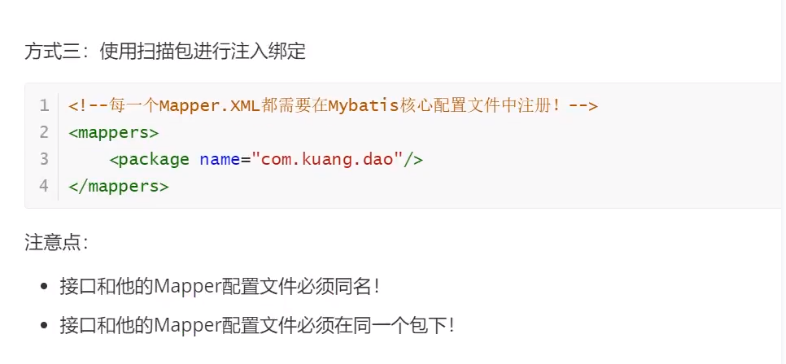 方式三：使用扫描包进行注入绑定
1 <!--每一个Mapper.XML都需要在Mybatis核心配置文件中注册！-->
2 <mappers>
3     <package name="com.kuang.dao"/>
4 </mappers>
注意点：
• 接口和他的Mapper配置文件必须同名！
• 接口和他的Mapper配置文件必须在同一个包下！